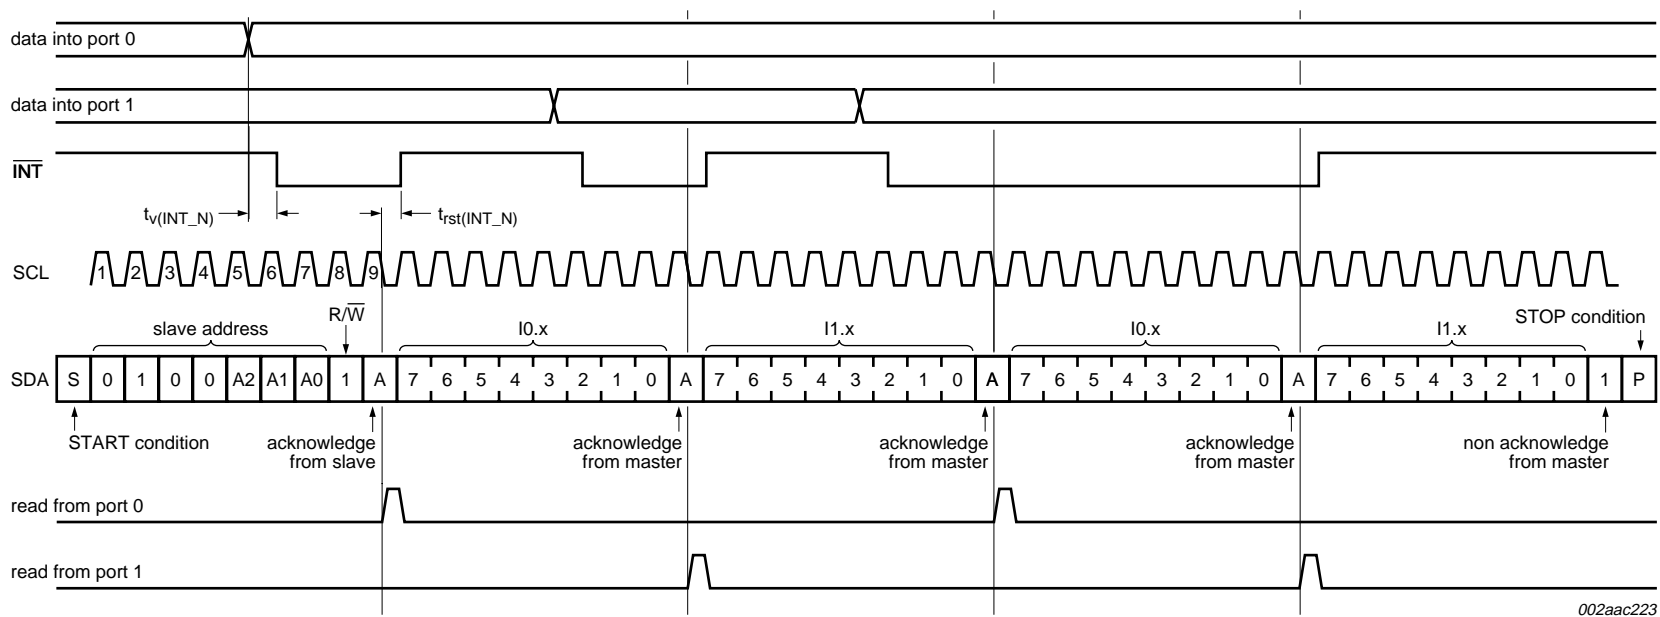 data into port 0
data into port 1
INT
tv(INT_N) trst(INT_N)
SCL 1 2 3 4 5 6 7 8 9
R/W
slave address I0.x I1.x I0.x I1.x STOP condition
SDA S 0 1 0 0 A2 A1 A0 1 A 7 6 5 4 3 2 1 0 A 7 6 5 4 3 2 1 0 A 7 6 5 4 3 2 1 0 A 7 6 5 4 3 2 1 0 1 P
START condition acknowledge acknowledge acknowledge acknowledge non acknowledge
from slave from master from master from master from master
read from port 0
read from port 1
002aac223